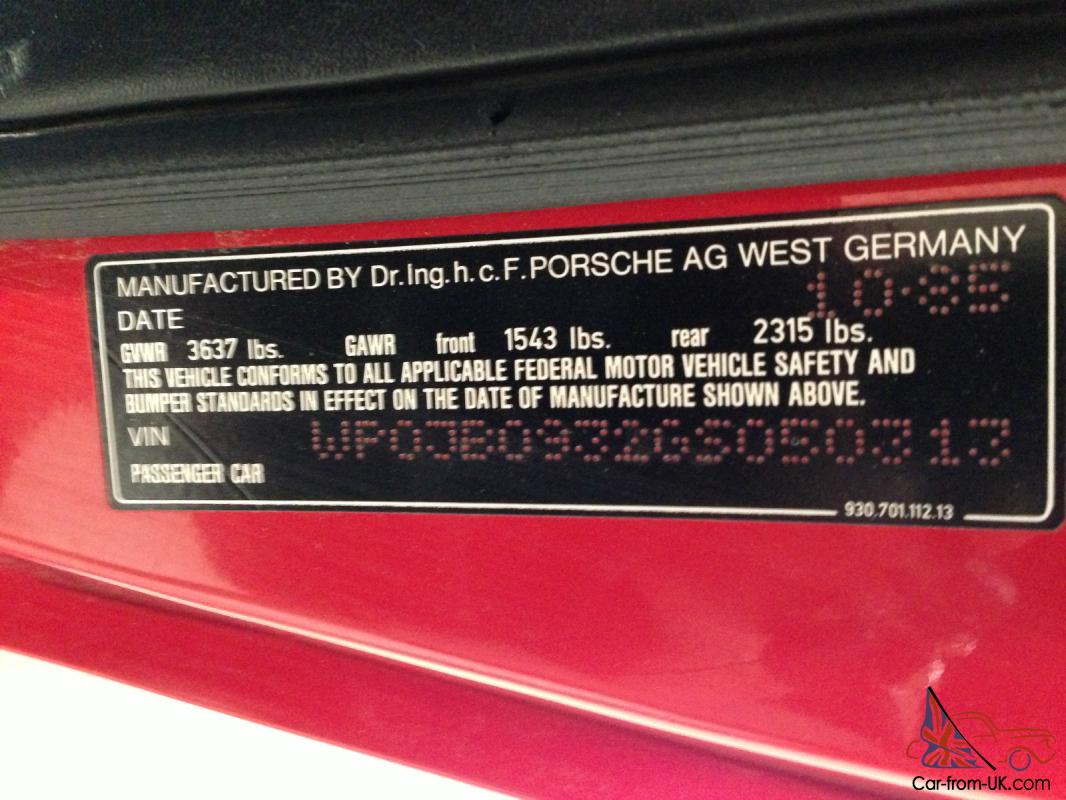 MANUFACTURED BY Dr.Ing.h.c.F.PORSCHE AG WEST GERMANY
DATE 10-85
GVWR 3637 lbs. GAWR front 1543 lbs. rear 2315 lbs.
THIS VEHICLE CONFORMS TO ALL APPLICABLE FEDERAL MOTOR VEHICLE SAFETY AND
BUMPER STANDARDS IN EFFECT ON THE DATE OF MANUFACTURE SHOWN ABOVE.
VIN WP0JB0932GS050313
PASSENGER CAR
930.701.112.13
Car-from-UK.com